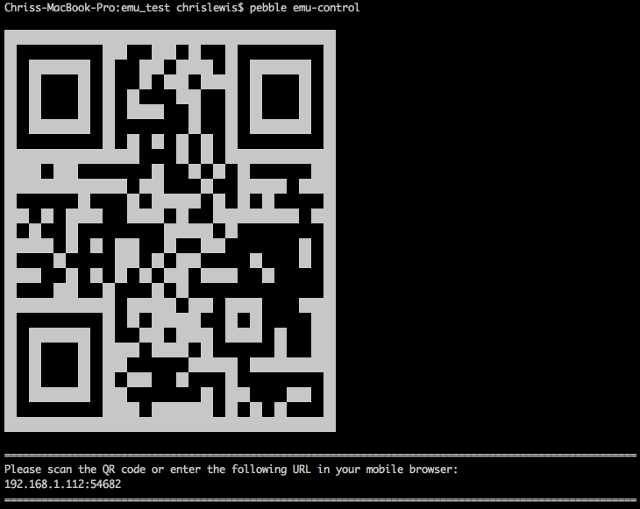 Chriss-MacBook-Pro:emu_test chrislewis$ pebble emu-control
Please scan the QR code or enter the following URL in your mobile browser:
192.168.1.112:54682